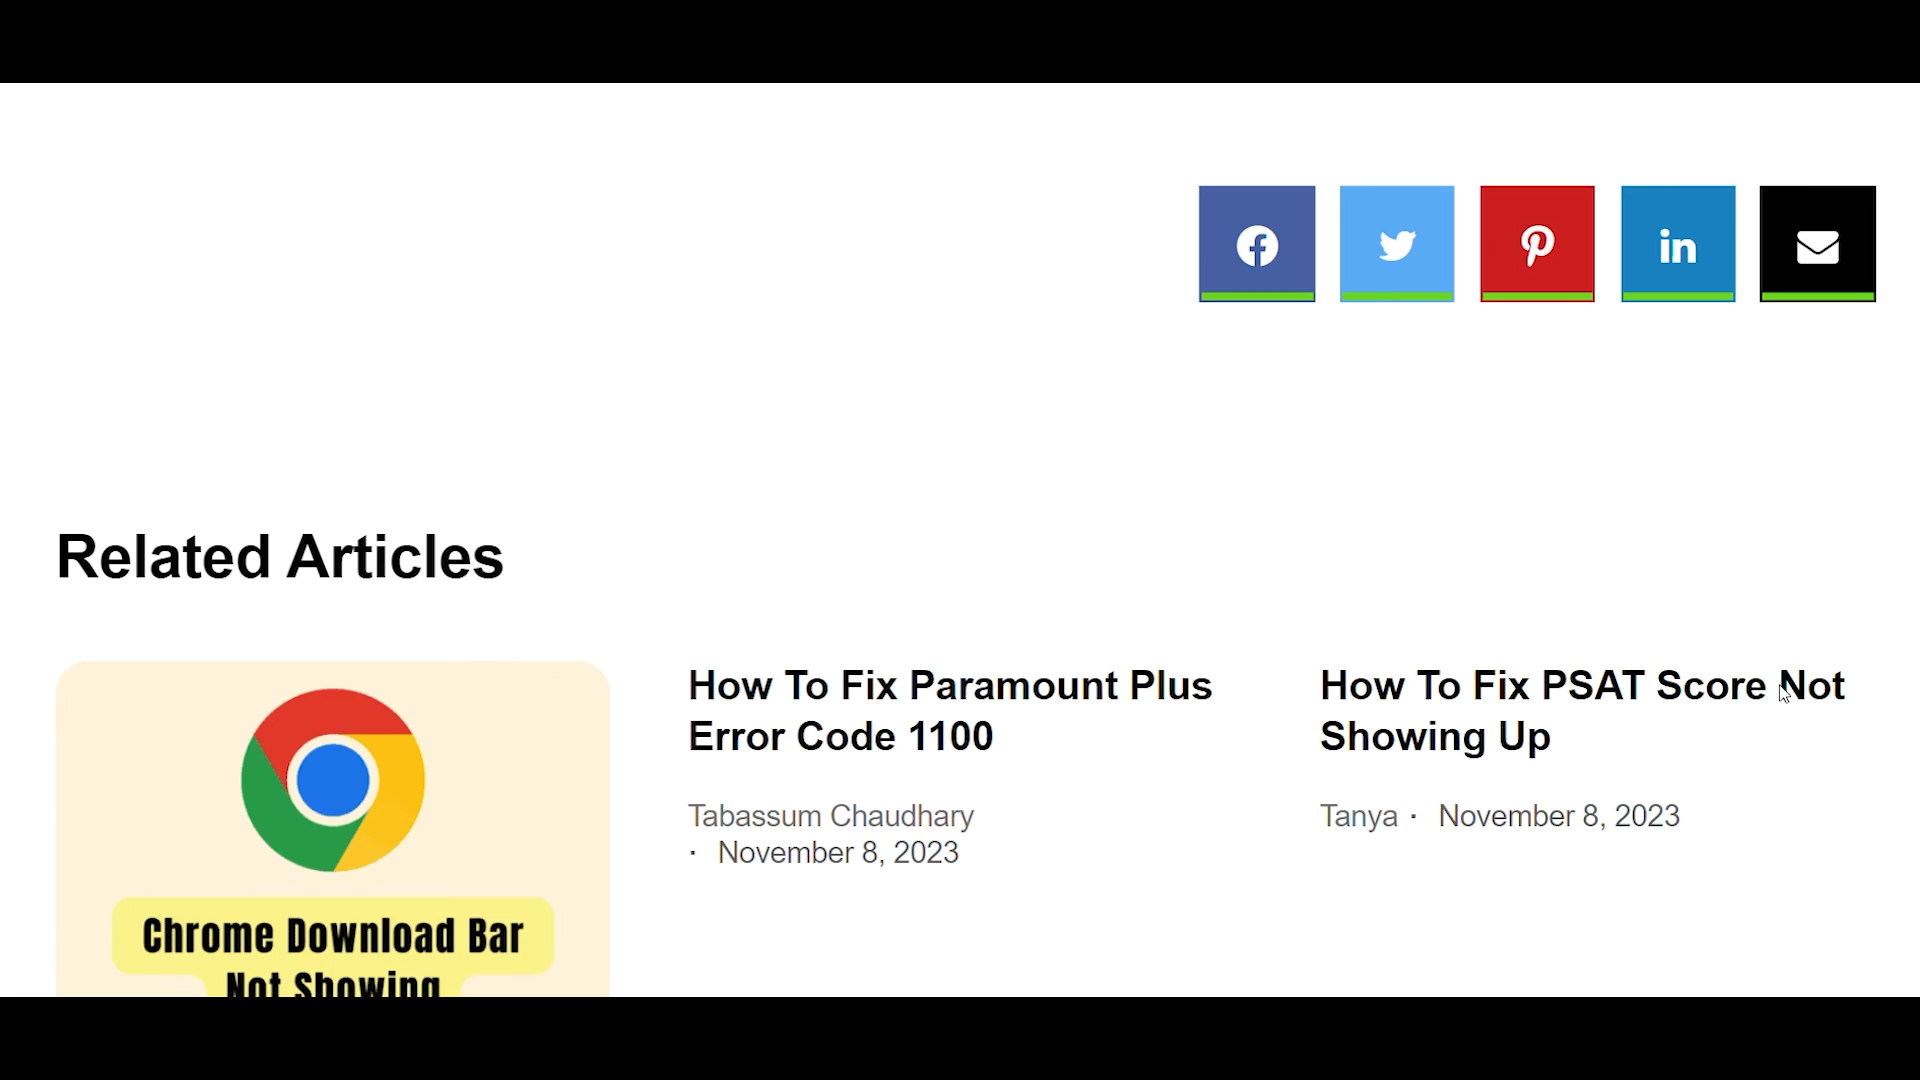 Related Articles
Chrome Download Bar
Not Showing
How To Fix Paramount Plus
Error Code 1100
Tabassum Chaudhary
· November 8, 2023
How To Fix PSAT Score Not
Showing Up
Tanya · November 8, 2023